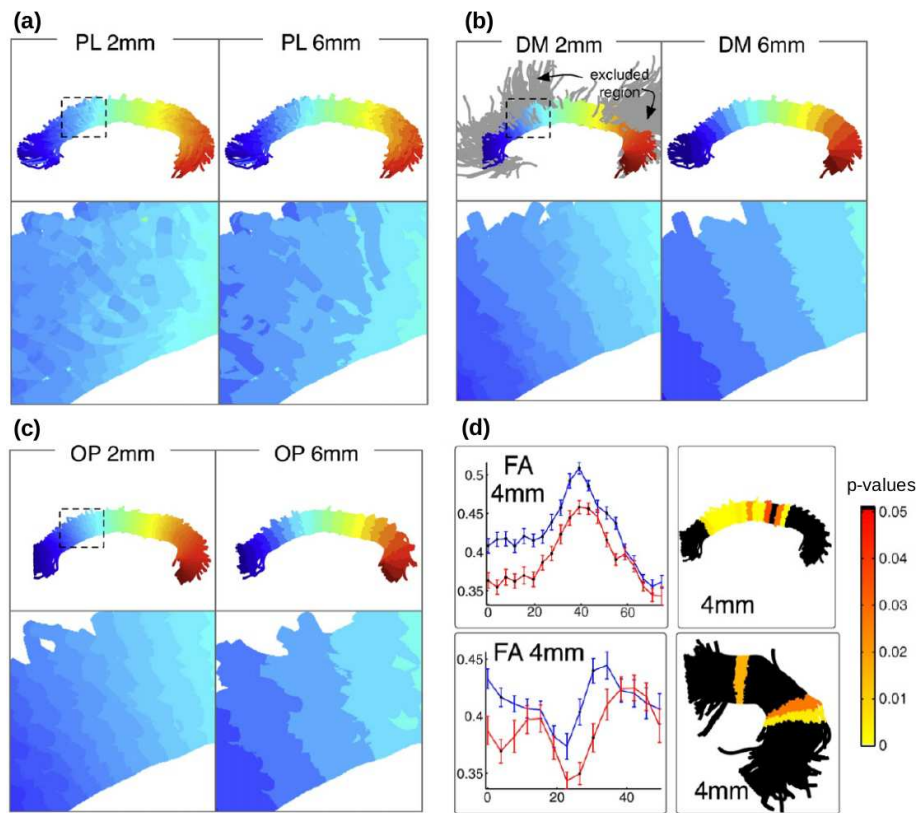 (a)
PL 2mm
PL 6mm
(b)
DM 2mm
DM 6mm
excluded
region
(c)
OP 2mm
OP 6mm
(d)
FA
4mm
0.5
0.45
0.4
0.35
0 20 40 60
4mm
p-values
0.05
0.04
0.03
0.02
0.01
0
FA 4mm
0.45
0.4
0.35
0 20 40
4mm